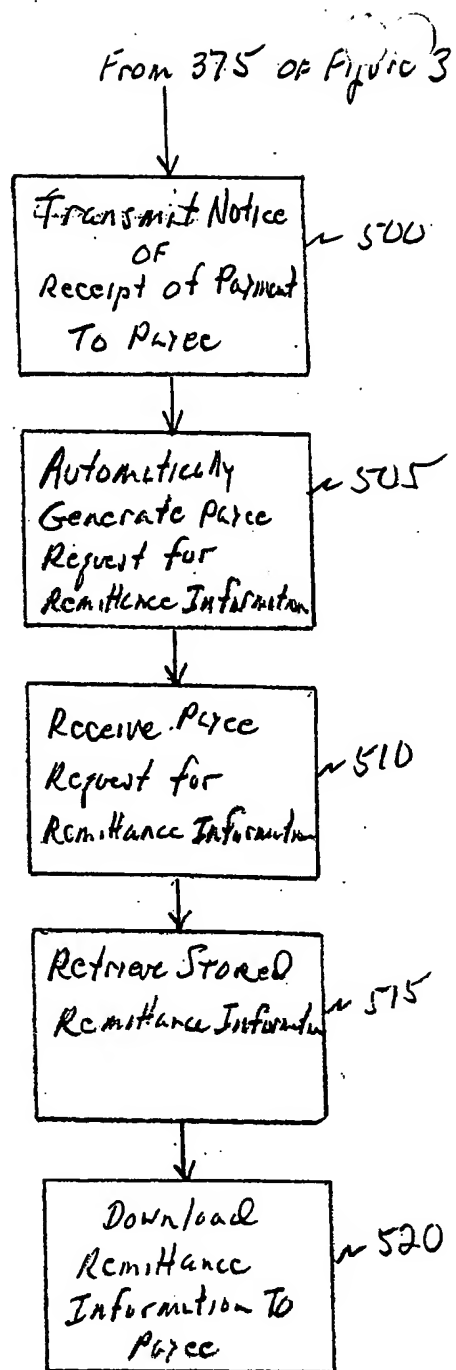 From 375 of Figure 3
Transmit Notice
OF
Receipt of Payment
To Payee
500
Automatically
Generate Payee
Request for
Remittance Information
505
Receive Payee
Request for
Remittance Information
510
Retrieve Stored
Remittance Information
515
Download
Remittance
Information To
Payee
520